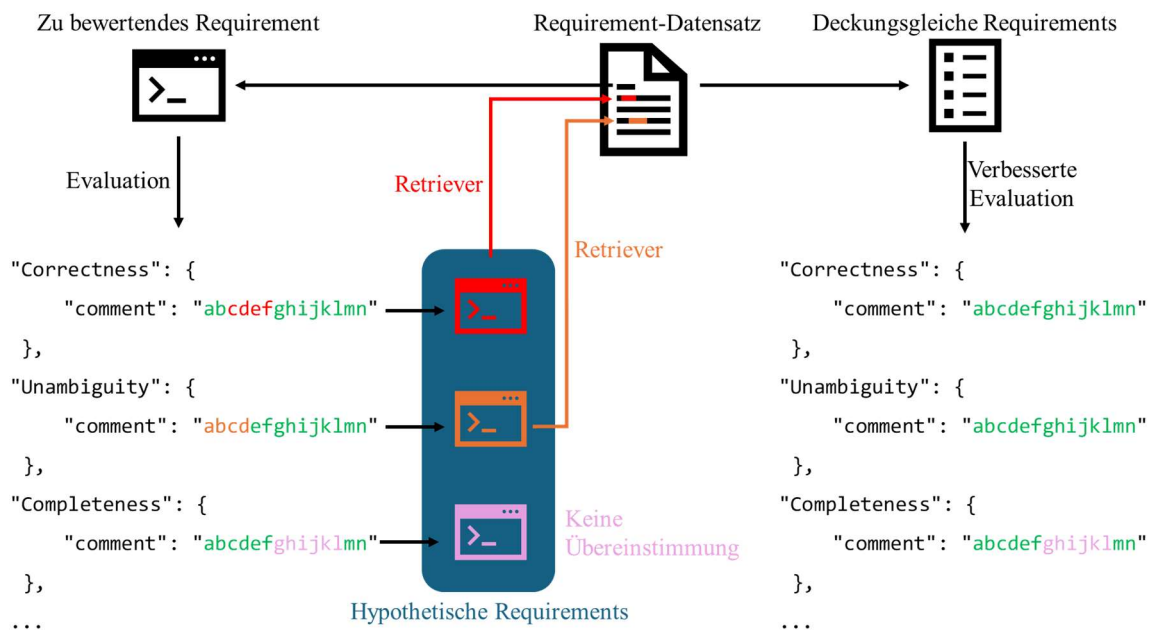 Zu bewertendes Requirement
Requirement-Datensatz
Deckungsgleiche Requirements
Evaluation
Retriever
Retriever
Verbesserte
Evaluation
"Correctness": {
"comment": "abcdefghijklmn"
},
"Unambiguity": {
"comment": "abcdefghijklmn"
},
"Completeness": {
"comment": "abcdefghijklmn"
},
...
Keine
Übereinstimmung
Hypothetische Requirements
"Correctness": {
"comment": "abcdefghijklmn"
},
"Unambiguity": {
"comment": "abcdefghijklmn"
},
"Completeness": {
"comment": "abcdefghijklmn"
},
...